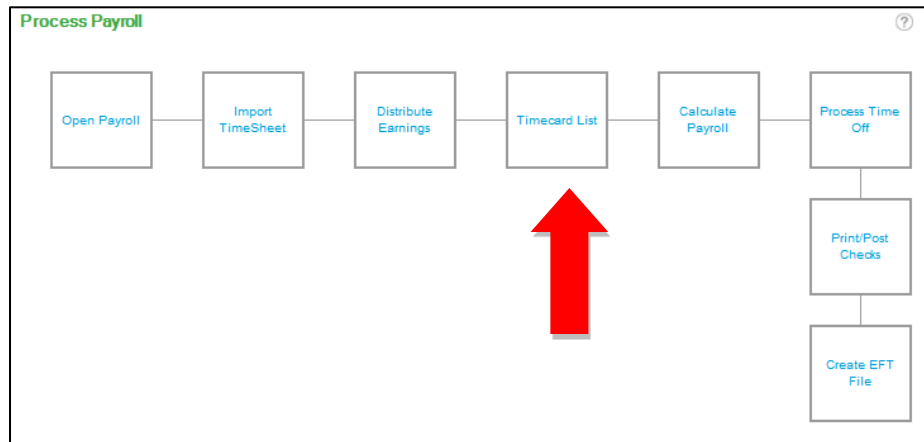 Process Payroll
?
Open Payroll
Import
TimeSheet
Distribute
Earnings
Timecard List
Calculate
Payroll
Process Time
Off
Print/Post
Checks
Create EFT
File